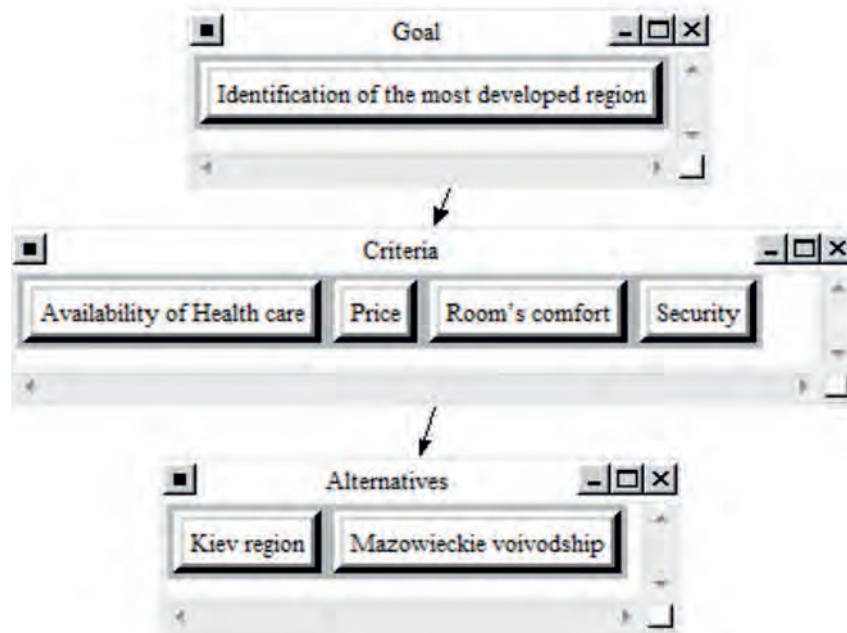 Goal
Identification of the most developed region
Criteria
Availability of Health care Price Room's comfort Security
Alternatives
Kiev region Mazowieckie voivodship